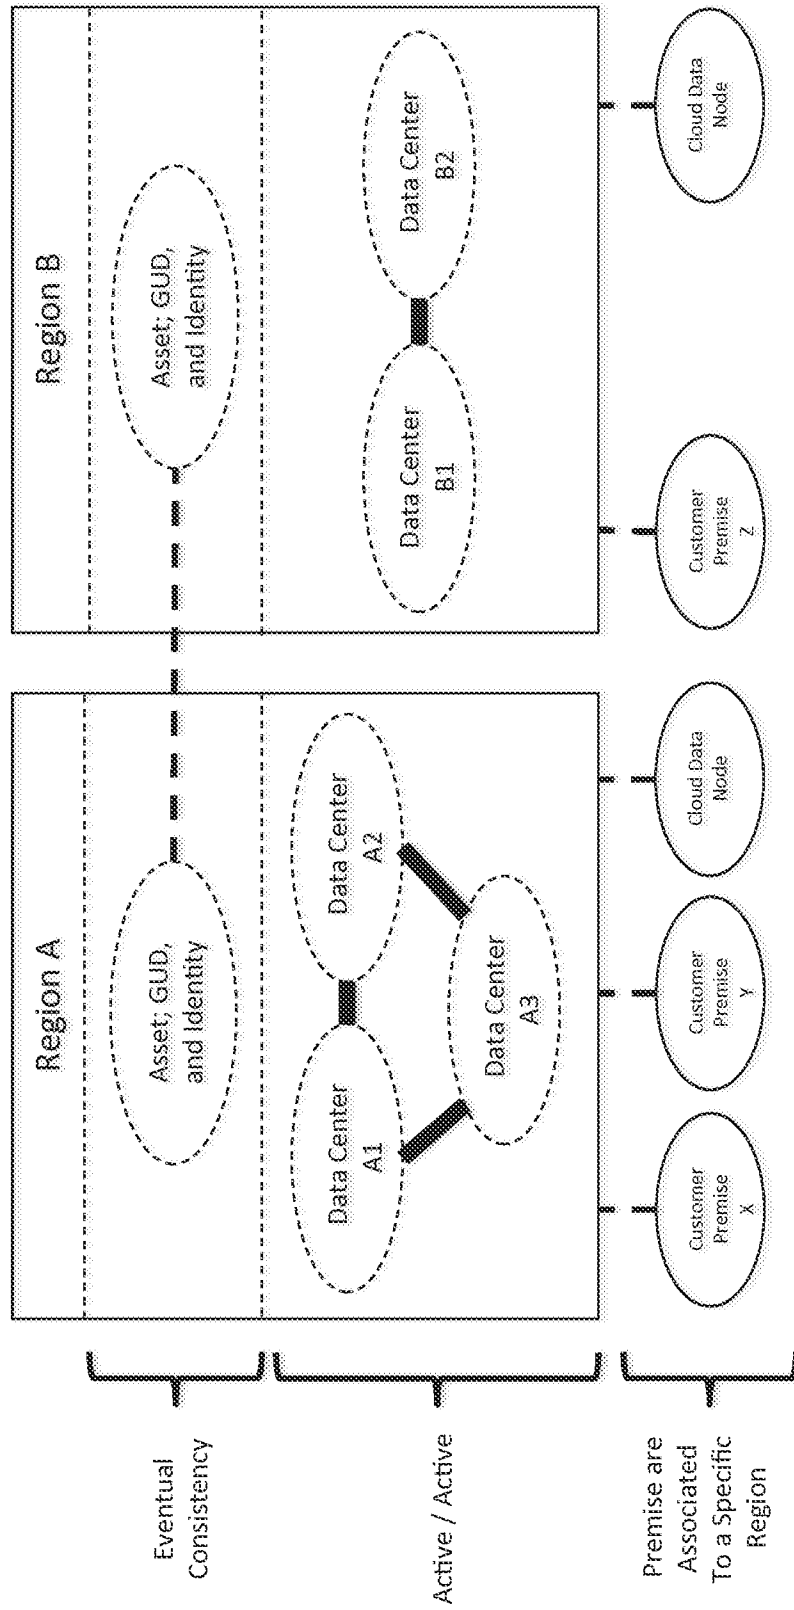 Region A
Region B
Eventual
Consistency
Asset; GUD,
and Identity
Asset; GUD,
and Identity
Active / Active
Data Center
A1
Data Center
A2
Data Center
A3
Data Center
B1
Data Center
B2
Premise are
Associated
To a Specific
Region
Customer
Premise
X
Customer
Premise
Y
Cloud Data
Node
Customer
Premise
Z
Cloud Data
Node